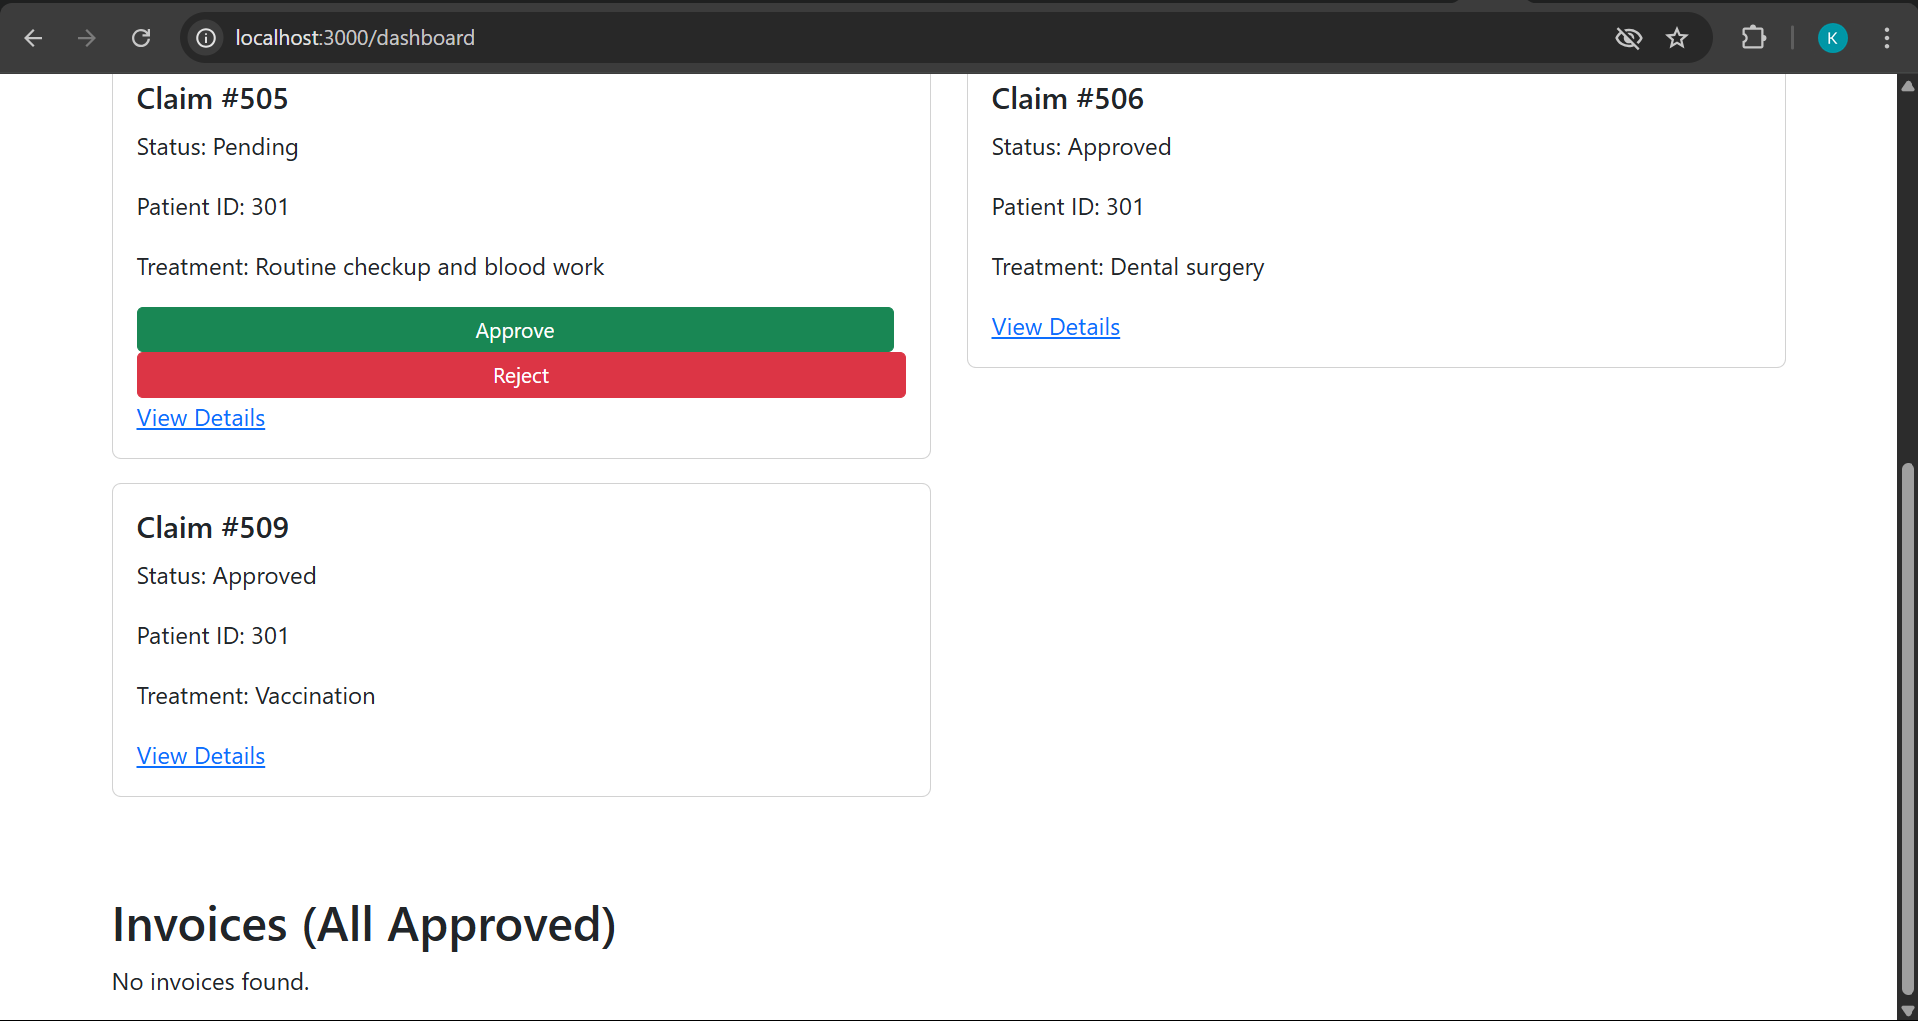 localhost:3000/dashboard
K
Claim #505
Status: Pending
Patient ID: 301
Treatment: Routine checkup and blood work
Approve
Reject
View Details
Claim #506
Status: Approved
Patient ID: 301
Treatment: Dental surgery
View Details
Claim #509
Status: Approved
Patient ID: 301
Treatment: Vaccination
View Details
Invoices (All Approved)
No invoices found.